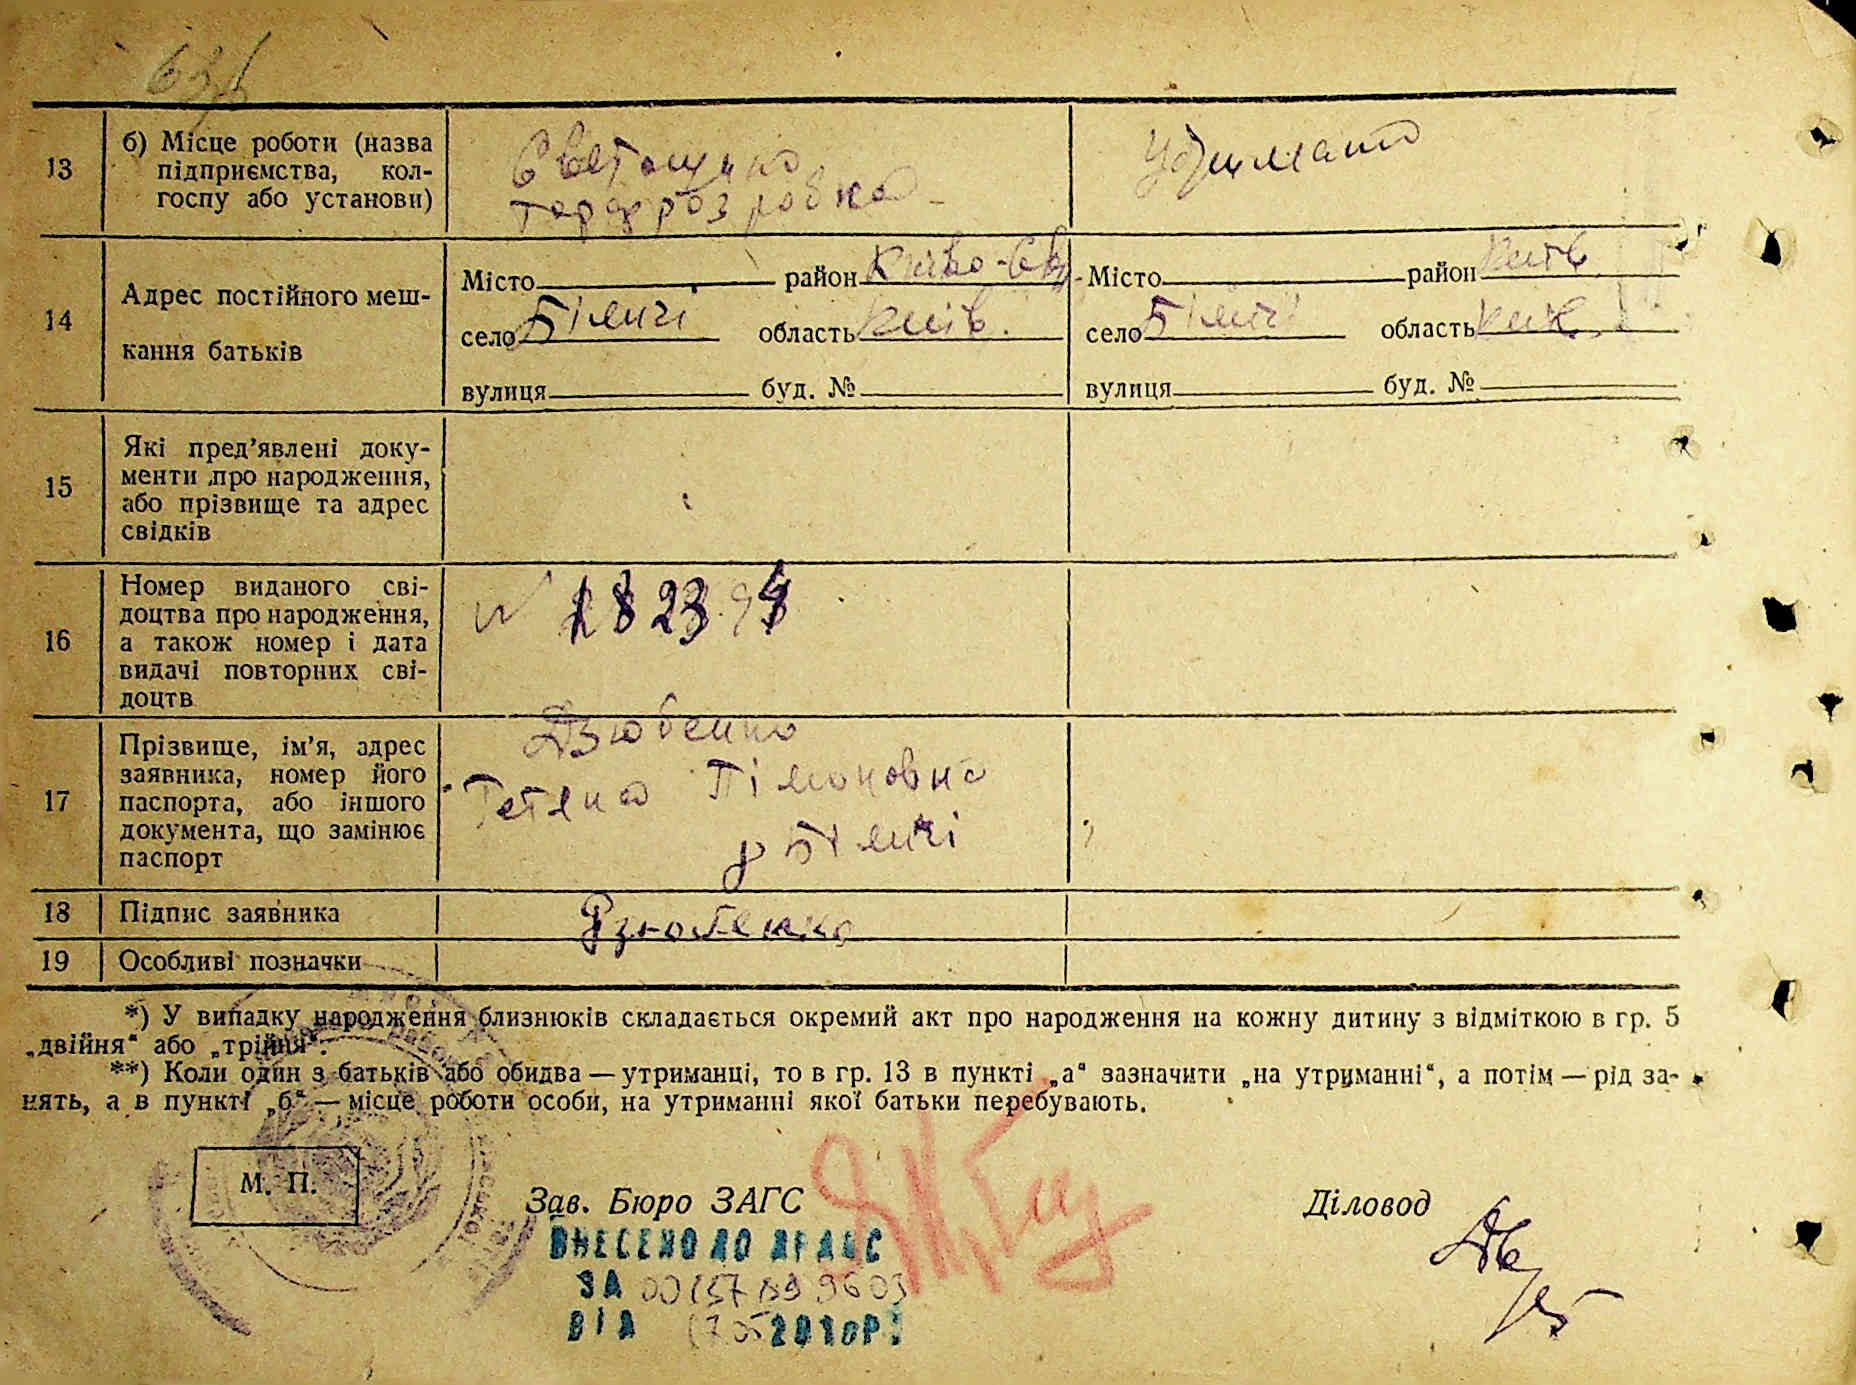 13
б) Місце роботи (назва
підприємства, кол-
госпу або установи)
14
Адрес постійного меш-
кання батьків
Місто район Києво-Св.
село Біличі область Київ.
вулиця буд. №
Місто район Київ
село Біличі область
вулиця буд. №
15
Які пред’явлені доку-
менти про народження,
або прізвище та адрес
свідків
16
Номер виданого сві-
доцтва про народження,
а також номер і дата
видачі повторних сві-
доцтв
17
Прізвище, ім’я, адрес
заявника, номер його
паспорта, або іншого
документа, що замінює
паспорт
Дзюбенко
Тетяна Пімоновна
Біличі
18
Підпис заявника
Дзюбенко
19
Особливі позначки
*) У випадку народження близнюків складається окремий акт про народження на кожну дитину з відміткою в гр. 5
„двійня“ або „трійня“.
**) Коли один з батьків або обидва — утриманці, то в гр. 13 в пункті „а“ зазначити „на утриманні“, а потім — рід за-
нять, а в пункті „б“ — місце роботи особи, на утриманні якої батьки перебувають.
М. П.
Зав. Бюро ЗАГС
Діловод
ВНЕСЕНО ДО ДРАЦС
ЗА
ВІД 2010Р.